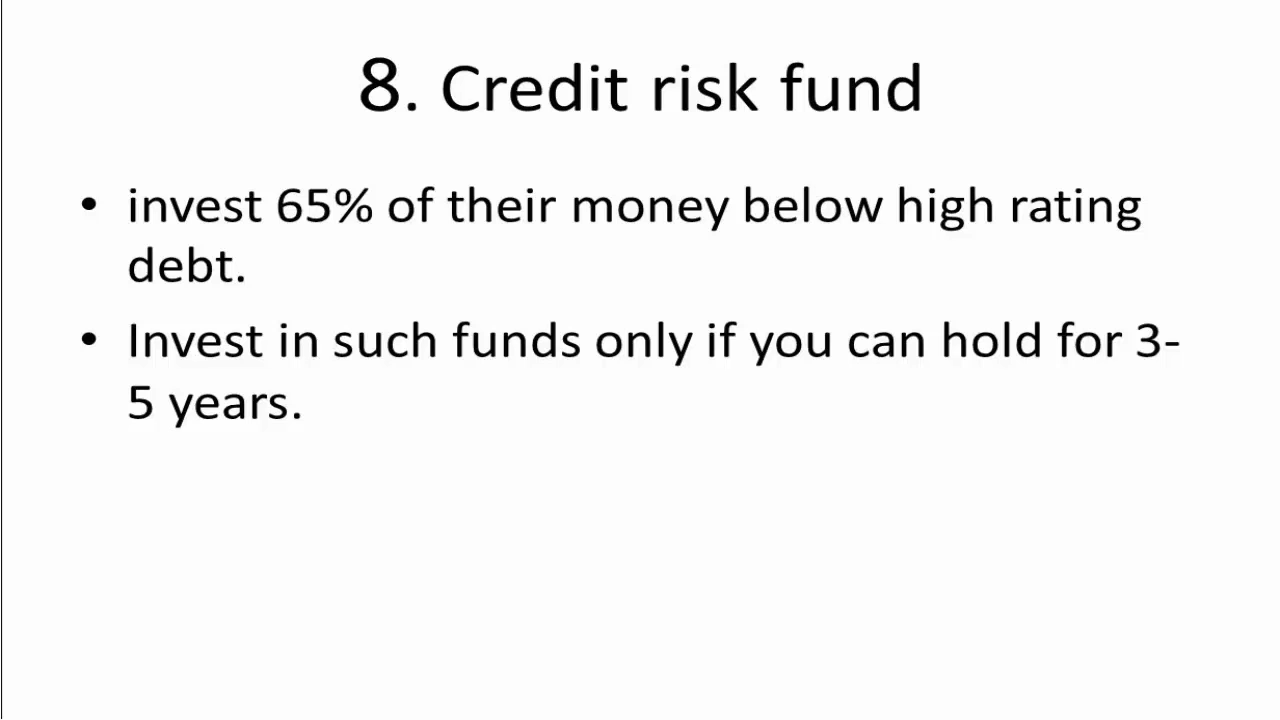 8. Credit risk fund
• invest 65% of their money below high rating
debt.
• Invest in such funds only if you can hold for 3-
5 years.